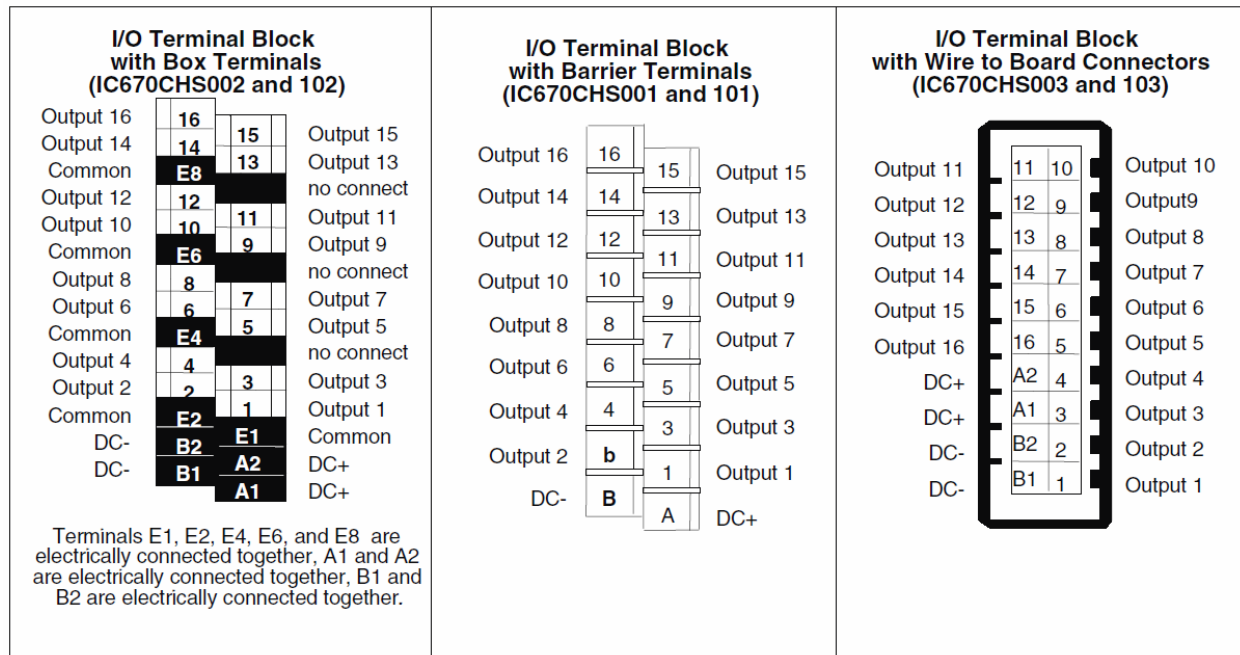 I/O Terminal Block
with Box Terminals
(IC670CHS002 and 102)
Output 16 16
15 Output 15
Output 14 14
13 Output 13
Common E8
no connect
Output 12 12
11 Output 11
Output 10 10
9 Output 9
Common E6
no connect
Output 8 8
7 Output 7
Output 6 6
5 Output 5
Common E4
no connect
Output 4 4
3 Output 3
Output 2 2
1 Output 1
Common E2
E1 Common
DC- B2
A2 DC+
DC- B1
A1 DC+
Terminals E1, E2, E4, E6, and E8 are
electrically connected together, A1 and A2
are electrically connected together, B1 and
B2 are electrically connected together.
I/O Terminal Block
with Barrier Terminals
(IC670CHS001 and 101)
Output 16 16
15 Output 15
Output 14 14
13 Output 13
Output 12 12
11 Output 11
Output 10 10
9 Output 9
Output 8 8
7 Output 7
Output 6 6
5 Output 5
Output 4 4
3 Output 3
Output 2 b
1 Output 1
DC- B
A DC+
I/O Terminal Block
with Wire to Board Connectors
(IC670CHS003 and 103)
Output 11 11 10 Output 10
Output 12 12 9 Output9
Output 13 13 8 Output 8
Output 14 14 7 Output 7
Output 15 15 6 Output 6
Output 16 16 5 Output 5
DC+ A2 4 Output 4
DC+ A1 3 Output 3
DC- B2 2 Output 2
DC- B1 1 Output 1